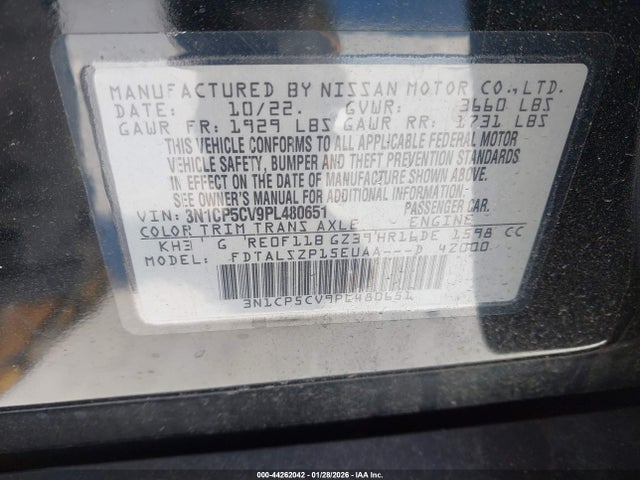 MANUFACTURED BY NISSAN MOTOR CO.,LTD.
DATE: 10/22. GVWR: 3660 LBS
GAWR FR: 1929 LBS GAWR RR: 1731 LBS
THIS VEHICLE CONFORMS TO ALL APPLICABLE FEDERAL MOTOR
VEHICLE SAFETY, BUMPER AND THEFT PREVENTION STANDARDS
IN EFFECT ON THE DATE OF MANUFACTURE SHOWN ABOVE.
SEE OWNER'S MANUAL FOR ADDITIONAL INFORMATION.
VIN: 3N1CP5CV9PL480651 PASSENGER CAR.
COLOR TRIM TRANS AXLE ENGINE
KH3 G RE0F11B GZ39 HR16DE 1598 CC
MODEL: FDTALSZP15EUAA---D 42000
3N1CP5CV9PL480651
000-44262042 - 01/28/2026 - IAA Corp.